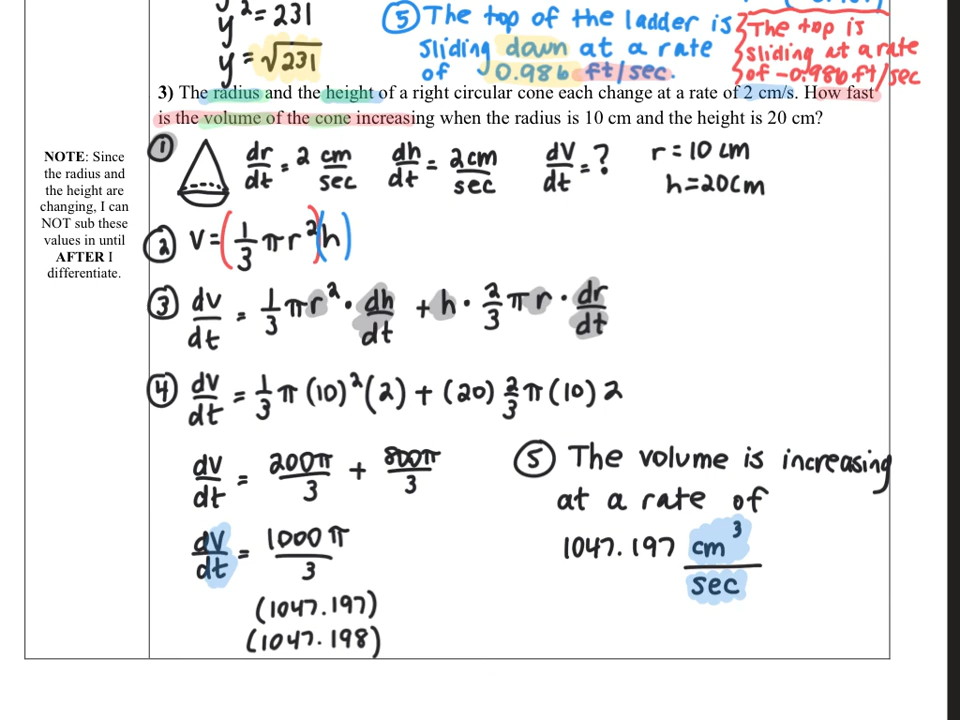 y² = 231
y = √231
⑤ The top of the ladder is
sliding down at a rate
of 0.986 ft/sec.
The top is
sliding at a rate
of -0.986 ft/sec
3) The radius and the height of a right circular cone each change at a rate of 2 cm/s. How fast
is the volume of the cone increasing when the radius is 10 cm and the height is 20 cm?
NOTE: Since
the radius and
the height are
changing, I can
NOT sub these
values in until
AFTER I
differentiate.
① dr/dt = 2 cm/sec dh/dt = 2cm/sec dV/dt = ? r = 10 cm
h = 20cm
② V = (1/3 πr²)(h)
③ dv/dt = 1/3 πr² · dh/dt + h · 2/3 πr · dr/dt
④ dv/dt = 1/3 π (10)² (2) + (20) 2/3 π (10) 2
dv/dt = 200π/3 + 800π/3
dV/dt = 1000π/3
(1047.197)
(1047.198)
⑤ The volume is increasing
at a rate of
1047.197 cm³/sec